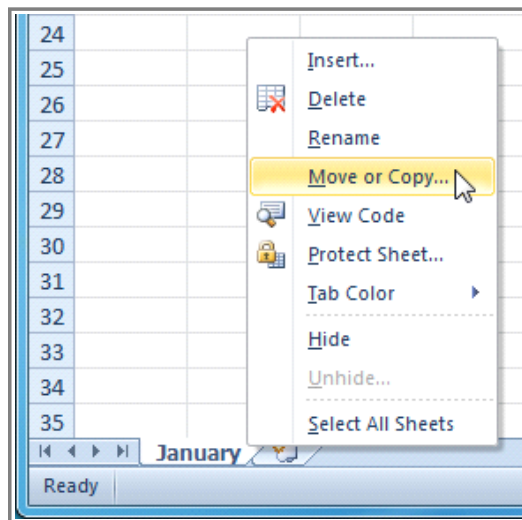 24
25
26
27
28
29
30
31
32
33
34
35
Insert...
Delete
Rename
Move or Copy...
View Code
Protect Sheet...
Tab Color
Hide
Unhide...
Select All Sheets
January
Ready